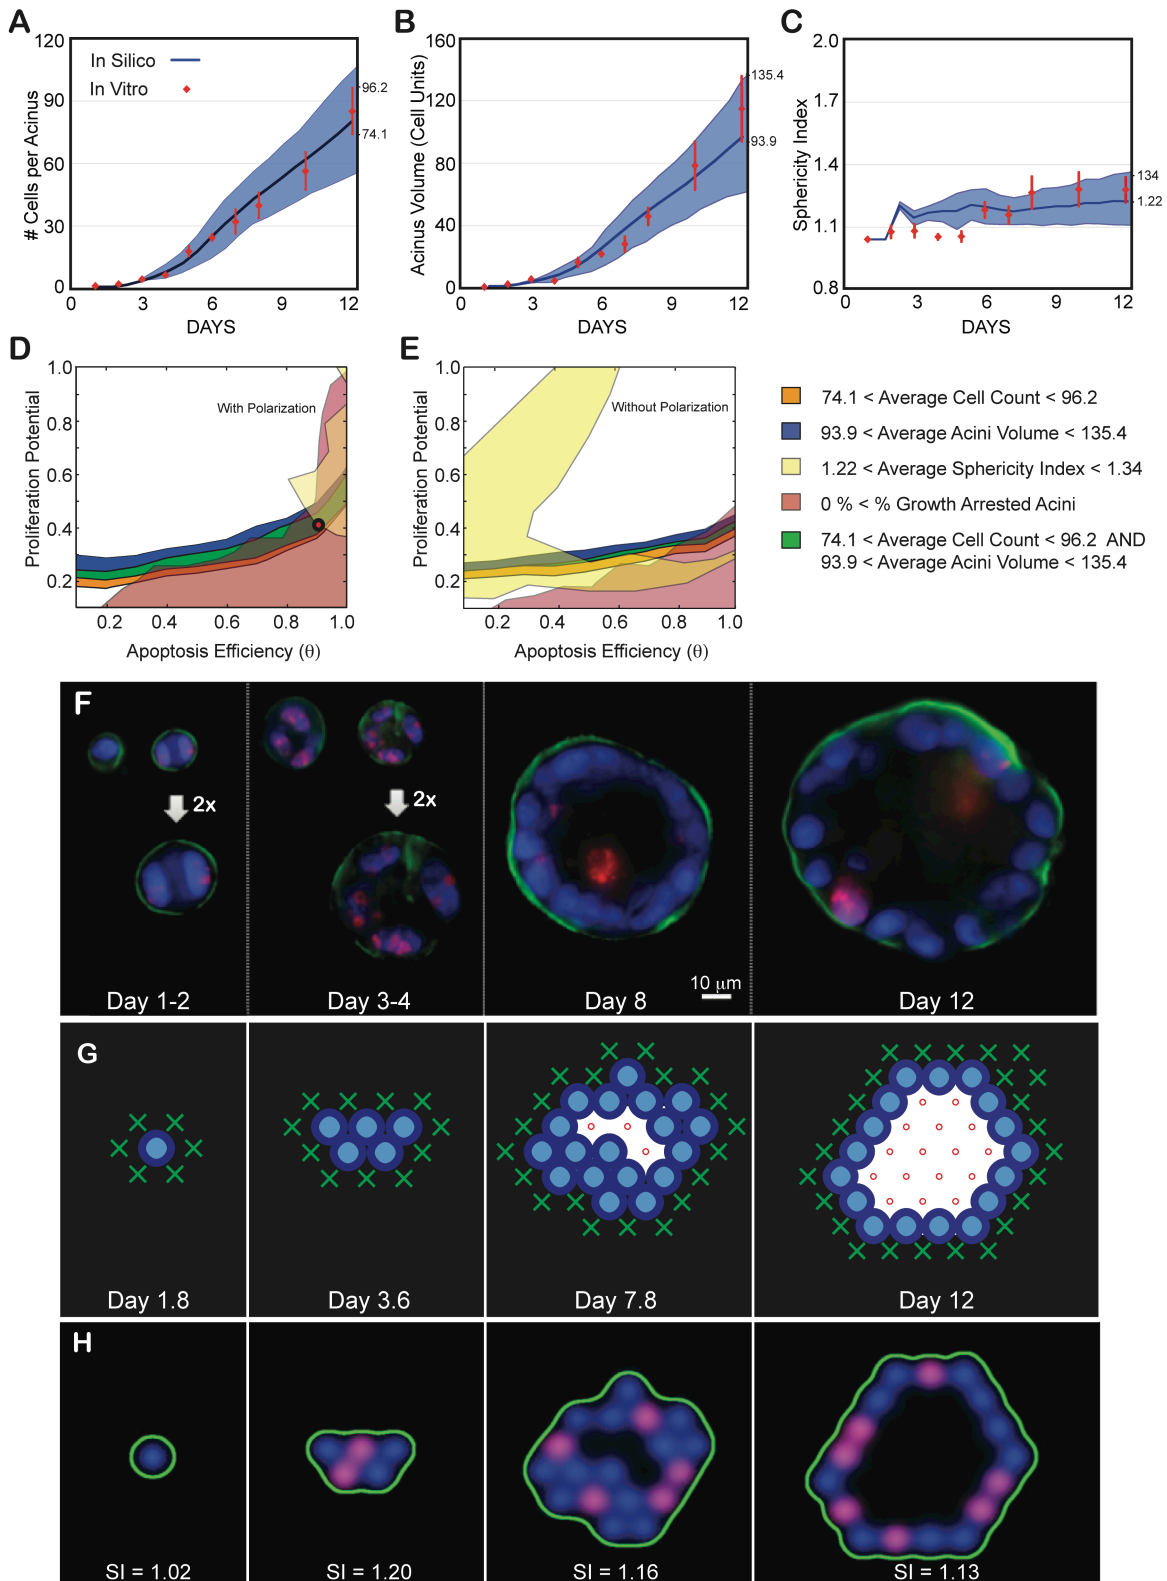 A
B
C
120
90
60
30
0
# Cells per Acinus
In Silico
In Vitro
96.2
74.1
0 3 6 9 12
DAYS
160
120
80
40
0
Acinus Volume (Cell Units)
135.4
93.9
0 3 6 9 12
DAYS
2.0
1.7
1.4
1.1
0.8
Sphericity Index
134
1.22
0 3 6 9 12
DAYS
D
E
1.0
0.8
0.6
0.4
0.2
Proliferation Potential
With Polarization
0.2 0.4 0.6 0.8 1.0
Apoptosis Efficiency (θ)
1.0
0.8
0.6
0.4
0.2
Proliferation Potential
Without Polarization
0.2 0.4 0.6 0.8 1.0
Apoptosis Efficiency (θ)
74.1 < Average Cell Count < 96.2
93.9 < Average Acini Volume < 135.4
1.22 < Average Sphericity Index < 1.34
0 % < % Growth Arrested Acini
74.1 < Average Cell Count < 96.2 AND
93.9 < Average Acini Volume < 135.4
F
2x
2x
10 μm
Day 1-2
Day 3-4
Day 8
Day 12
G
Day 1.8
Day 3.6
Day 7.8
Day 12
H
SI = 1.02
SI = 1.20
SI = 1.16
SI = 1.13